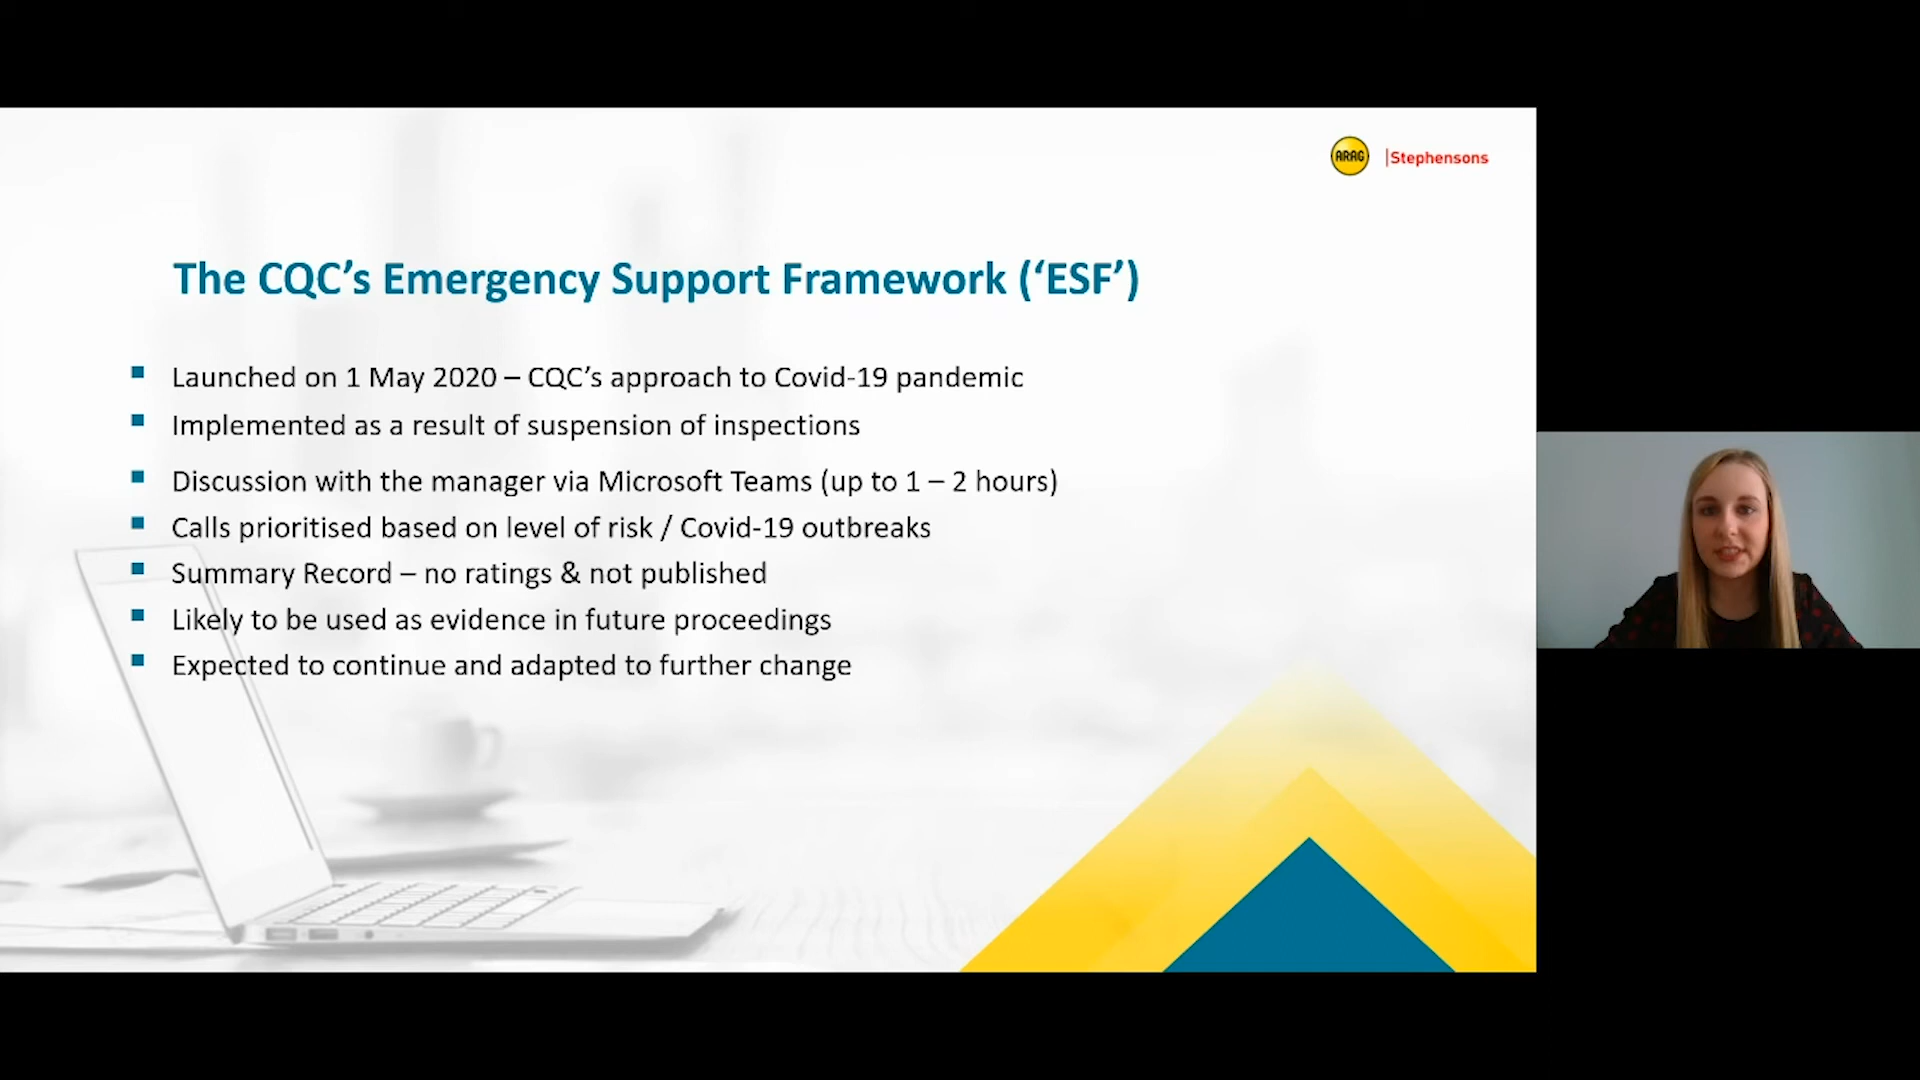 ARAG
Stephensons
The CQC’s Emergency Support Framework (‘ESF’)
Launched on 1 May 2020 – CQC’s approach to Covid-19 pandemic
Implemented as a result of suspension of inspections
Discussion with the manager via Microsoft Teams (up to 1 – 2 hours)
Calls prioritised based on level of risk / Covid-19 outbreaks
Summary Record – no ratings & not published
Likely to be used as evidence in future proceedings
Expected to continue and adapted to further change